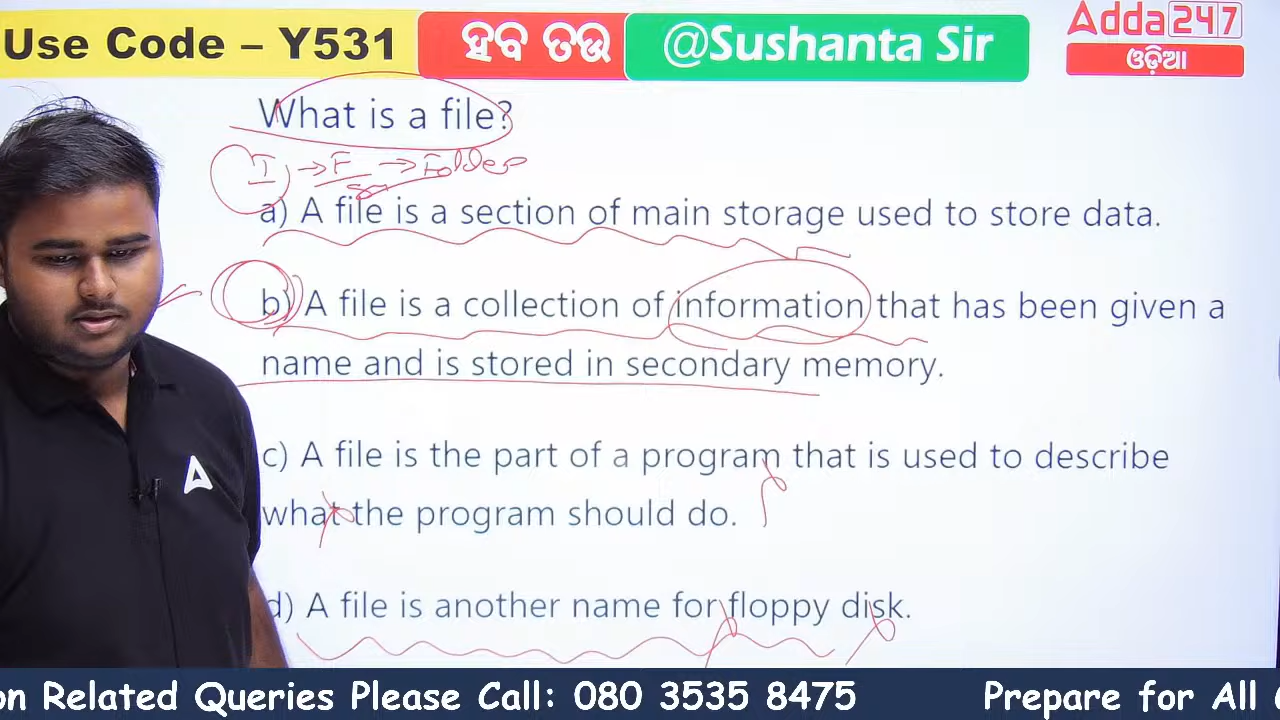 Use Code – Y531
ହବ ତଉ
@Sushanta Sir
Adda247
ଓଡ଼ିଆ
What is a file?
I → F → Folder
a) A file is a section of main storage used to store data.
b) A file is a collection of information that has been given a
name and is stored in secondary memory.
c) A file is the part of a program that is used to describe
what the program should do.
d) A file is another name for floppy disk.
on Related Queries Please Call: 080 3535 8475
Prepare for All